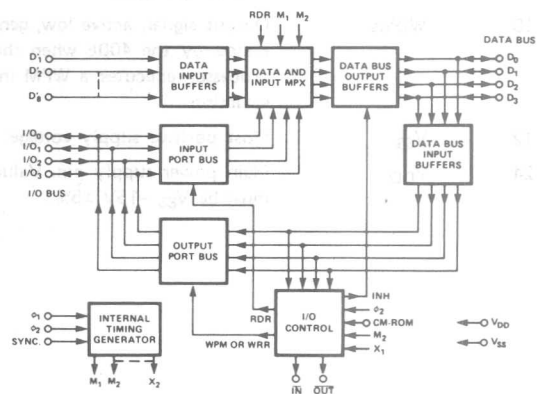 RDR M₁ M₂
DATA BUS
D'₁
D'₂
D'₈
DATA
INPUT
BUFFERS
DATA AND
INPUT MPX
DATA BUS
OUTPUT
BUFFERS
D₀
D₁
D₂
D₃
I/O₀
I/O₁
I/O₂
I/O₃
I/O BUS
INPUT
PORT BUS
DATA BUS
INPUT
BUFFERS
OUTPUT
PORT BUS
RDR
WPM OR WRR
I/O
CONTROL
INH
φ₂
CM-ROM
M₂
X₁
V_DD
V_SS
φ₁
φ₂
SYNC.
INTERNAL
TIMING
GENERATOR
M₁ M₂ X₂
IN OUT